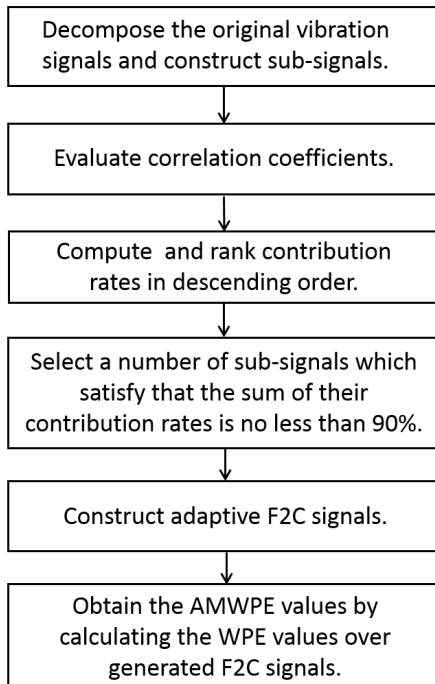 Decompose the original vibration
signals and construct sub-signals.
Evaluate correlation coefficients.
Compute and rank contribution
rates in descending order.
Select a number of sub-signals which
satisfy that the sum of their
contribution rates is no less than 90%.
Construct adaptive F2C signals.
Obtain the AMWPE values by
calculating the WPE values over
generated F2C signals.